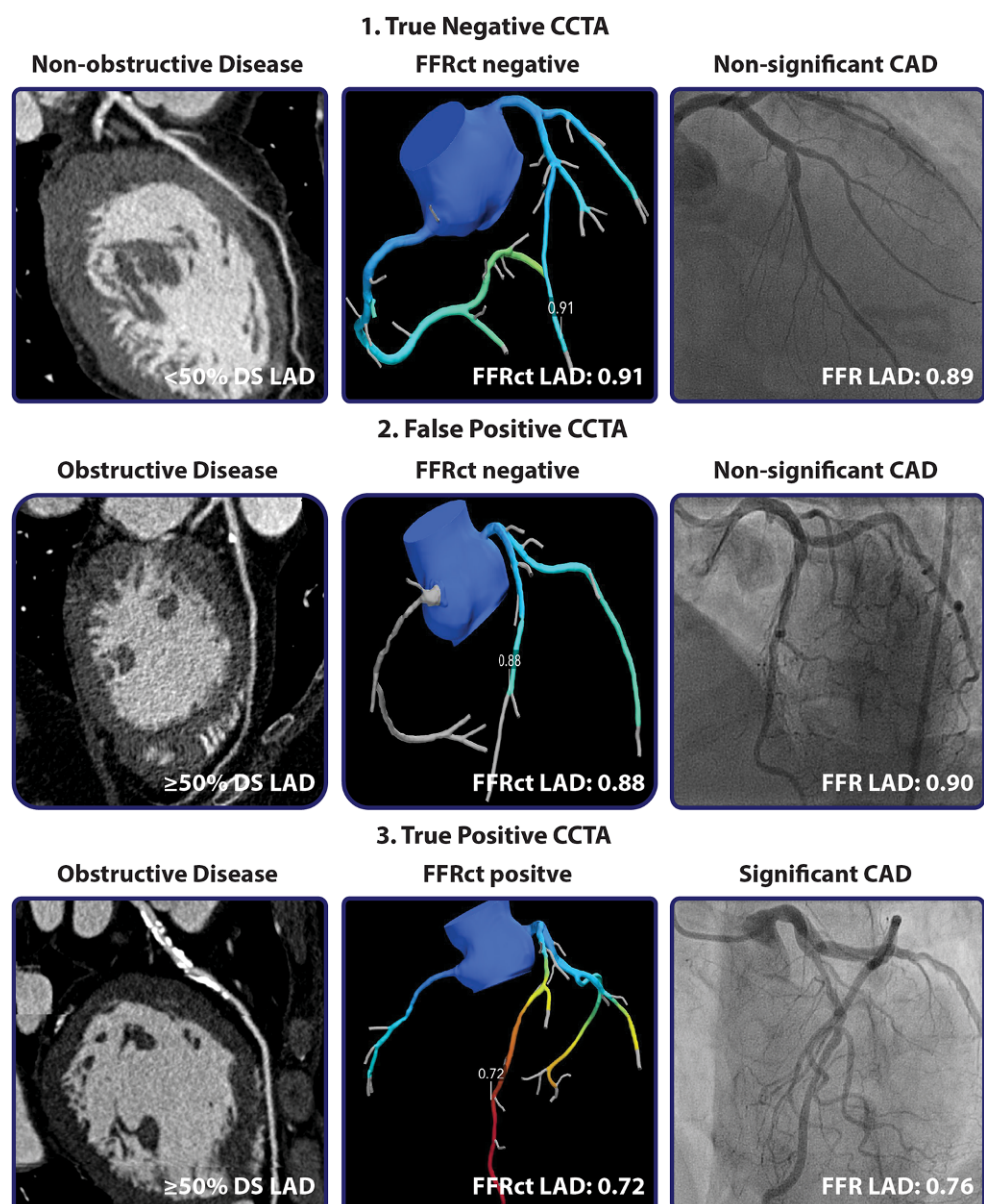 1. True Negative CCTA
Non-obstructive Disease
FFRct negative
Non-significant CAD
<50% DS LAD
0.91
FFRct LAD: 0.91
FFR LAD: 0.89
2. False Positive CCTA
Obstructive Disease
FFRct negative
Non-significant CAD
≥50% DS LAD
0.88
FFRct LAD: 0.88
FFR LAD: 0.90
3. True Positive CCTA
Obstructive Disease
FFRct positve
Significant CAD
≥50% DS LAD
0.72
FFRct LAD: 0.72
FFR LAD: 0.76